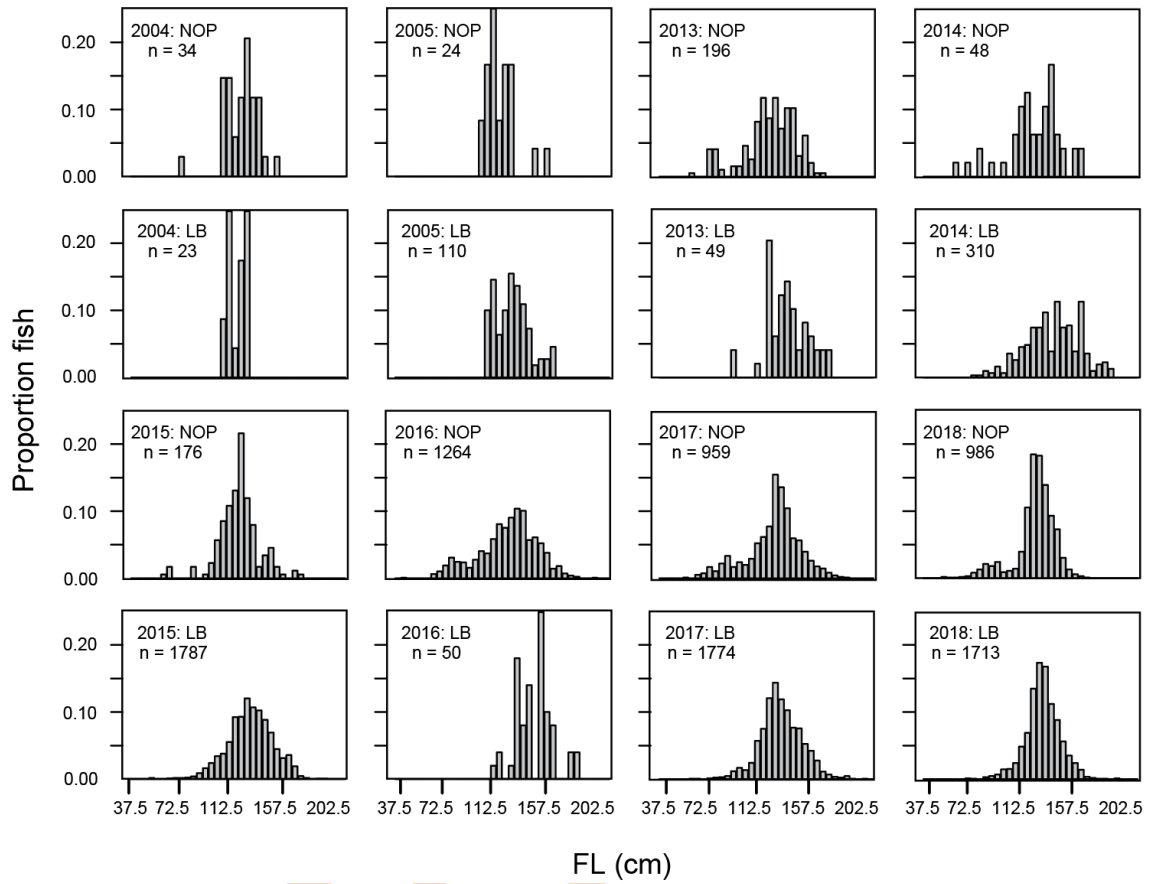 2004: NOP
n = 34
2005: NOP
n = 24
2013: NOP
n = 196
2014: NOP
n = 48
0.20
0.10
0.00
2004: LB
n = 23
2005: LB
n = 110
2013: LB
n = 49
2014: LB
n = 310
0.20
0.10
0.00
Proportion fish
2015: NOP
n = 176
2016: NOP
n = 1264
2017: NOP
n = 959
2018: NOP
n = 986
0.20
0.10
0.00
2015: LB
n = 1787
2016: LB
n = 50
2017: LB
n = 1774
2018: LB
n = 1713
0.20
0.10
0.00
37.5 72.5 112.5 157.5 202.5
37.5 72.5 112.5 157.5 202.5
37.5 72.5 112.5 157.5 202.5
37.5 72.5 112.5 157.5 202.5
FL (cm)